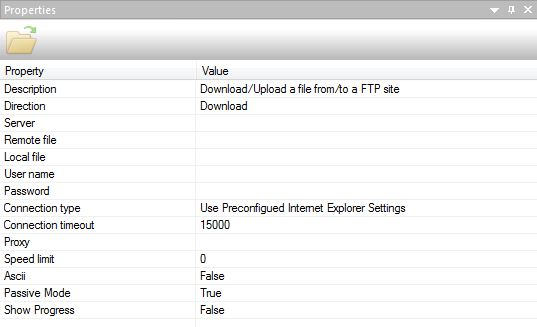 Properties
Property Value
Description Download/Upload a file from/to a FTP site
Direction Download
Server
Remote file
Local file
User name
Password
Connection type Use Preconfigued Internet Explorer Settings
Connection timeout 15000
Proxy
Speed limit 0
Ascii False
Passive Mode True
Show Progress False